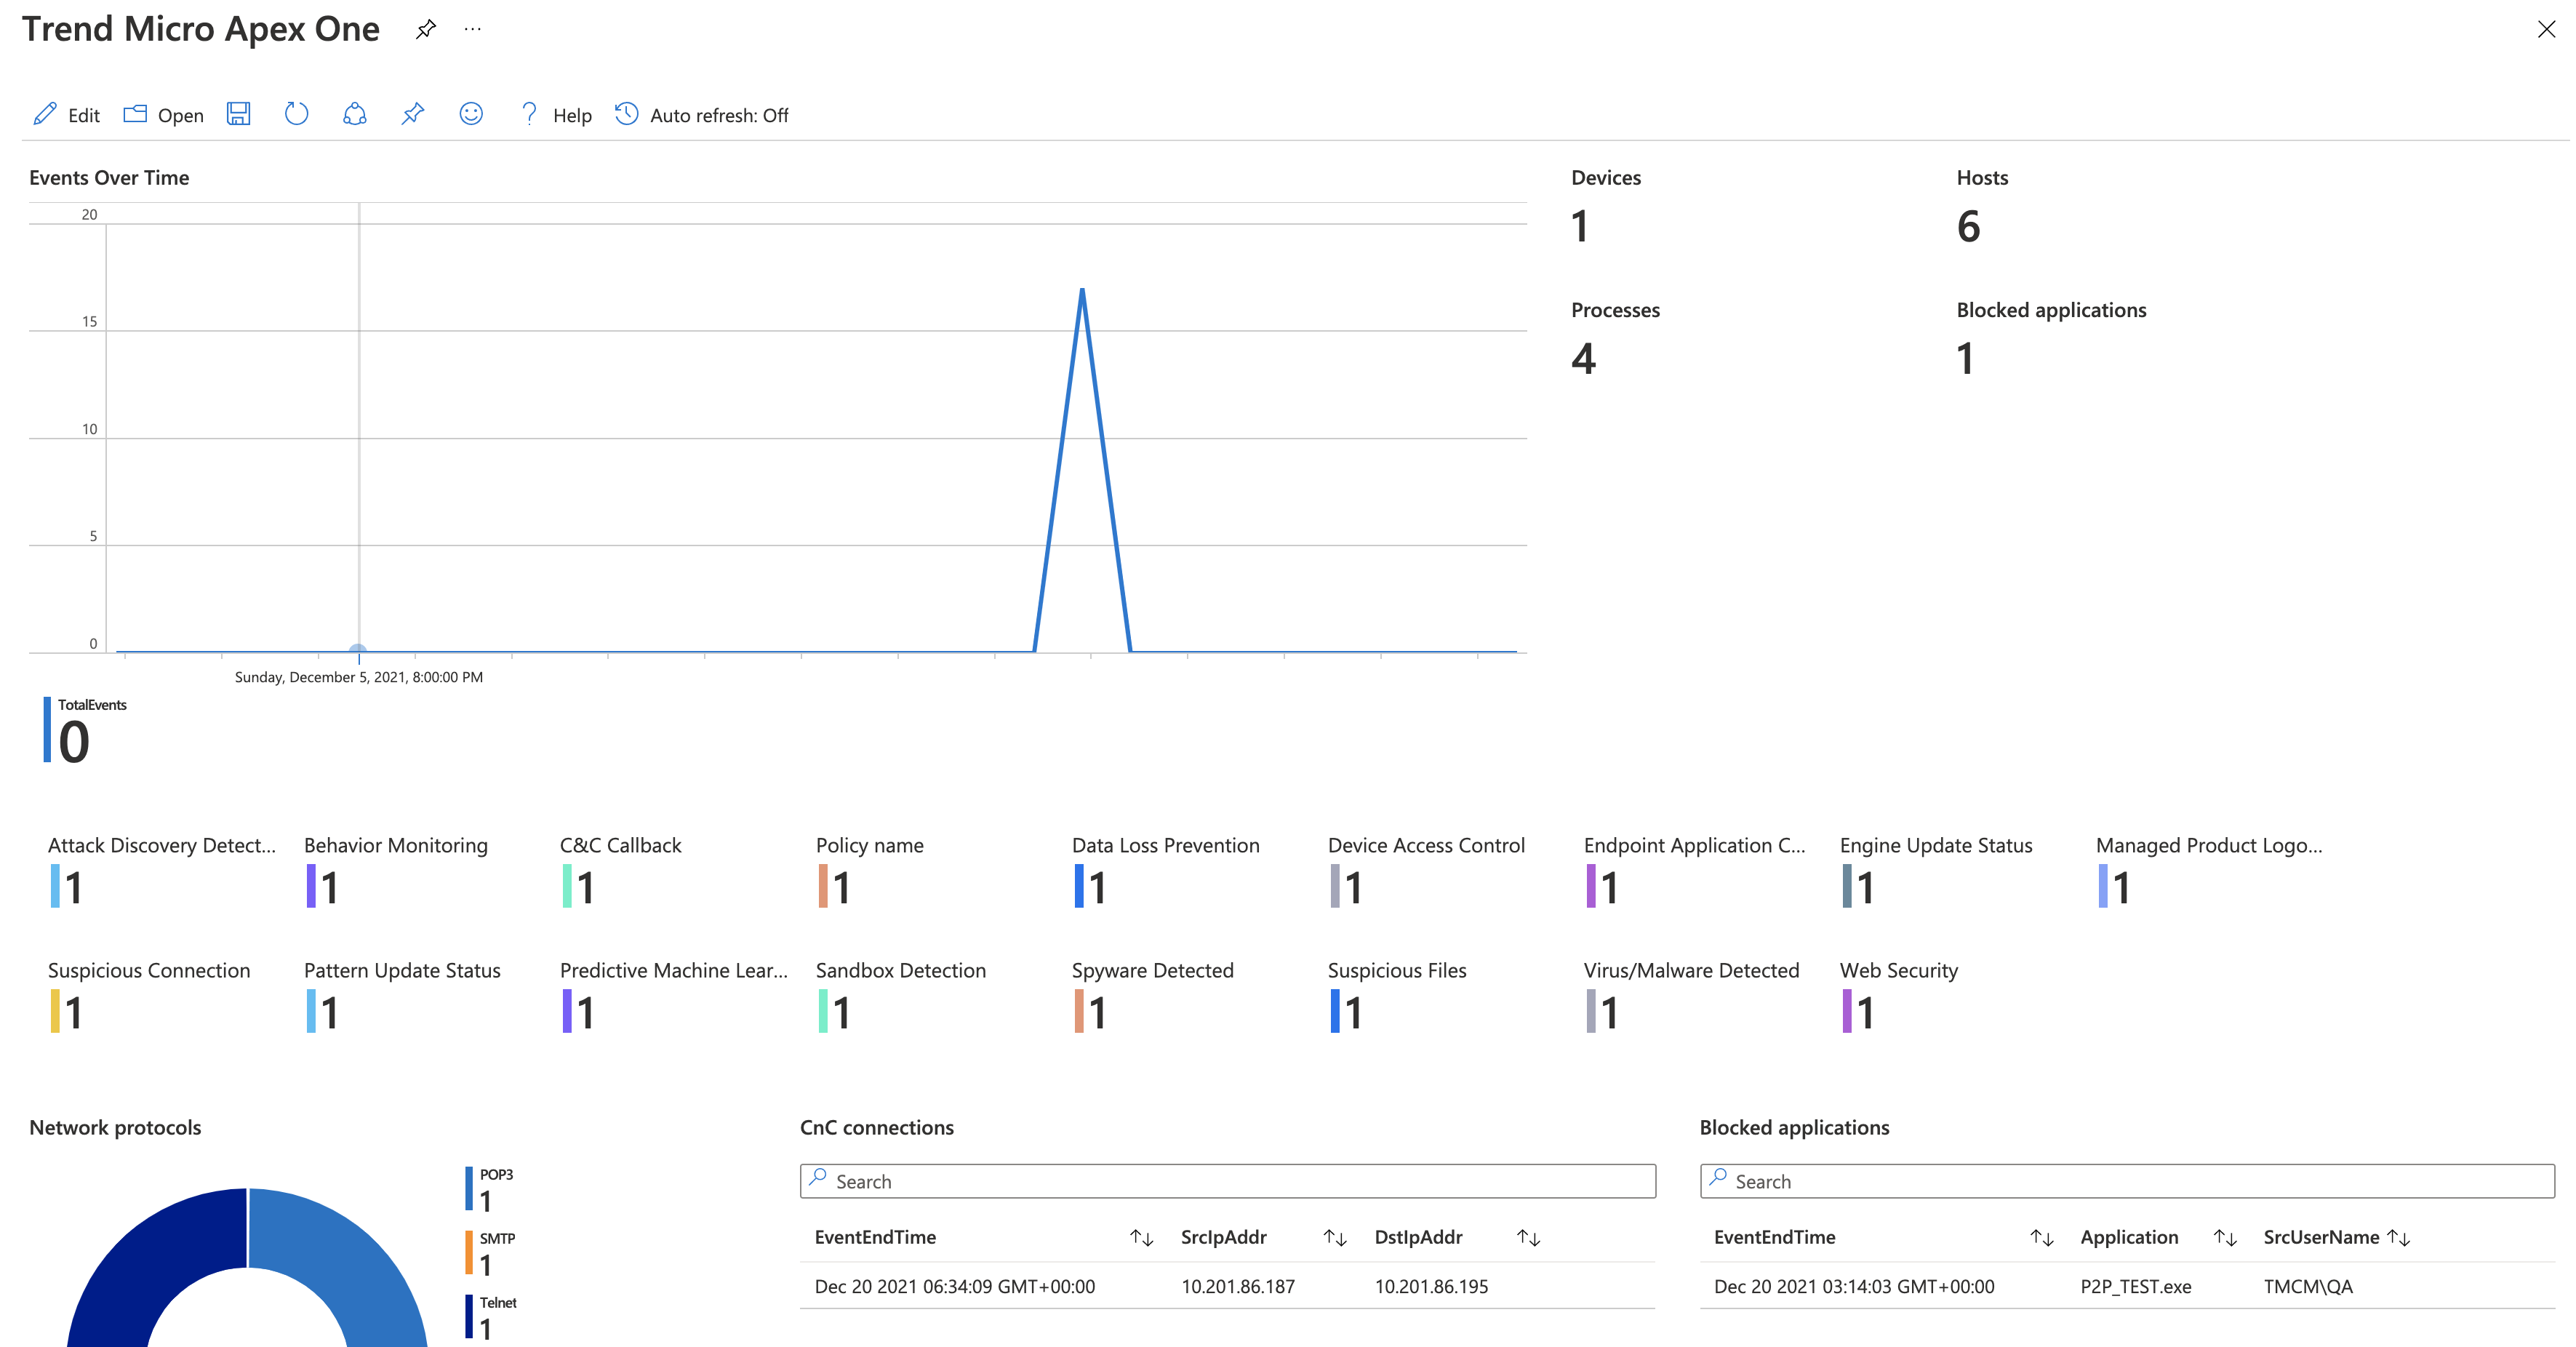 Trend Micro Apex One
Edit Open Help Auto refresh: Off
Events Over Time
20
15
10
5
0
Sunday, December 5, 2021, 8:00:00 PM
TotalEvents
0
Devices Hosts
1 6
Processes Blocked applications
4 1
Attack Discovery Detect... Behavior Monitoring C&C Callback Policy name Data Loss Prevention Device Access Control Endpoint Application C... Engine Update Status Managed Product Logo...
1 1 1 1 1 1 1 1 1
Suspicious Connection Pattern Update Status Predictive Machine Lear... Sandbox Detection Spyware Detected Suspicious Files Virus/Malware Detected Web Security
1 1 1 1 1 1 1 1
Network protocols
POP3
1
SMTP
1
Telnet
1
CnC connections
Search
EventEndTime SrcIpAddr DstIpAddr
Dec 20 2021 06:34:09 GMT+00:00 10.201.86.187 10.201.86.195
Blocked applications
Search
EventEndTime Application SrcUserName
Dec 20 2021 03:14:03 GMT+00:00 P2P_TEST.exe TMCM\QA